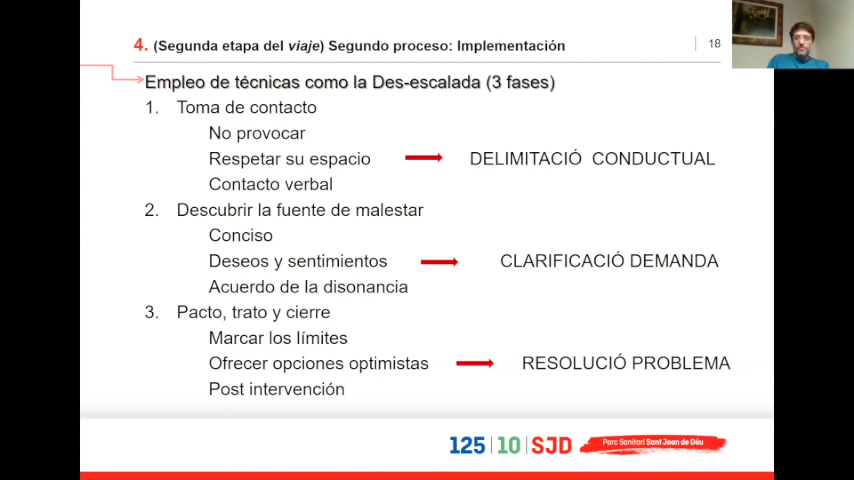 4. (Segunda etapa del viaje) Segundo proceso: Implementación
18
Empleo de técnicas como la Des-escalada (3 fases)
1. Toma de contacto
No provocar
Respetar su espacio DELIMITACIÓ CONDUCTUAL
Contacto verbal
2. Descubrir la fuente de malestar
Conciso
Deseos y sentimientos CLARIFICACIÓ DEMANDA
Acuerdo de la disonancia
3. Pacto, trato y cierre
Marcar los límites
Ofrecer opciones optimistas RESOLUCIÓ PROBLEMA
Post intervención
125 | 10 | SJD Parc Sanitari Sant Joan de Déu